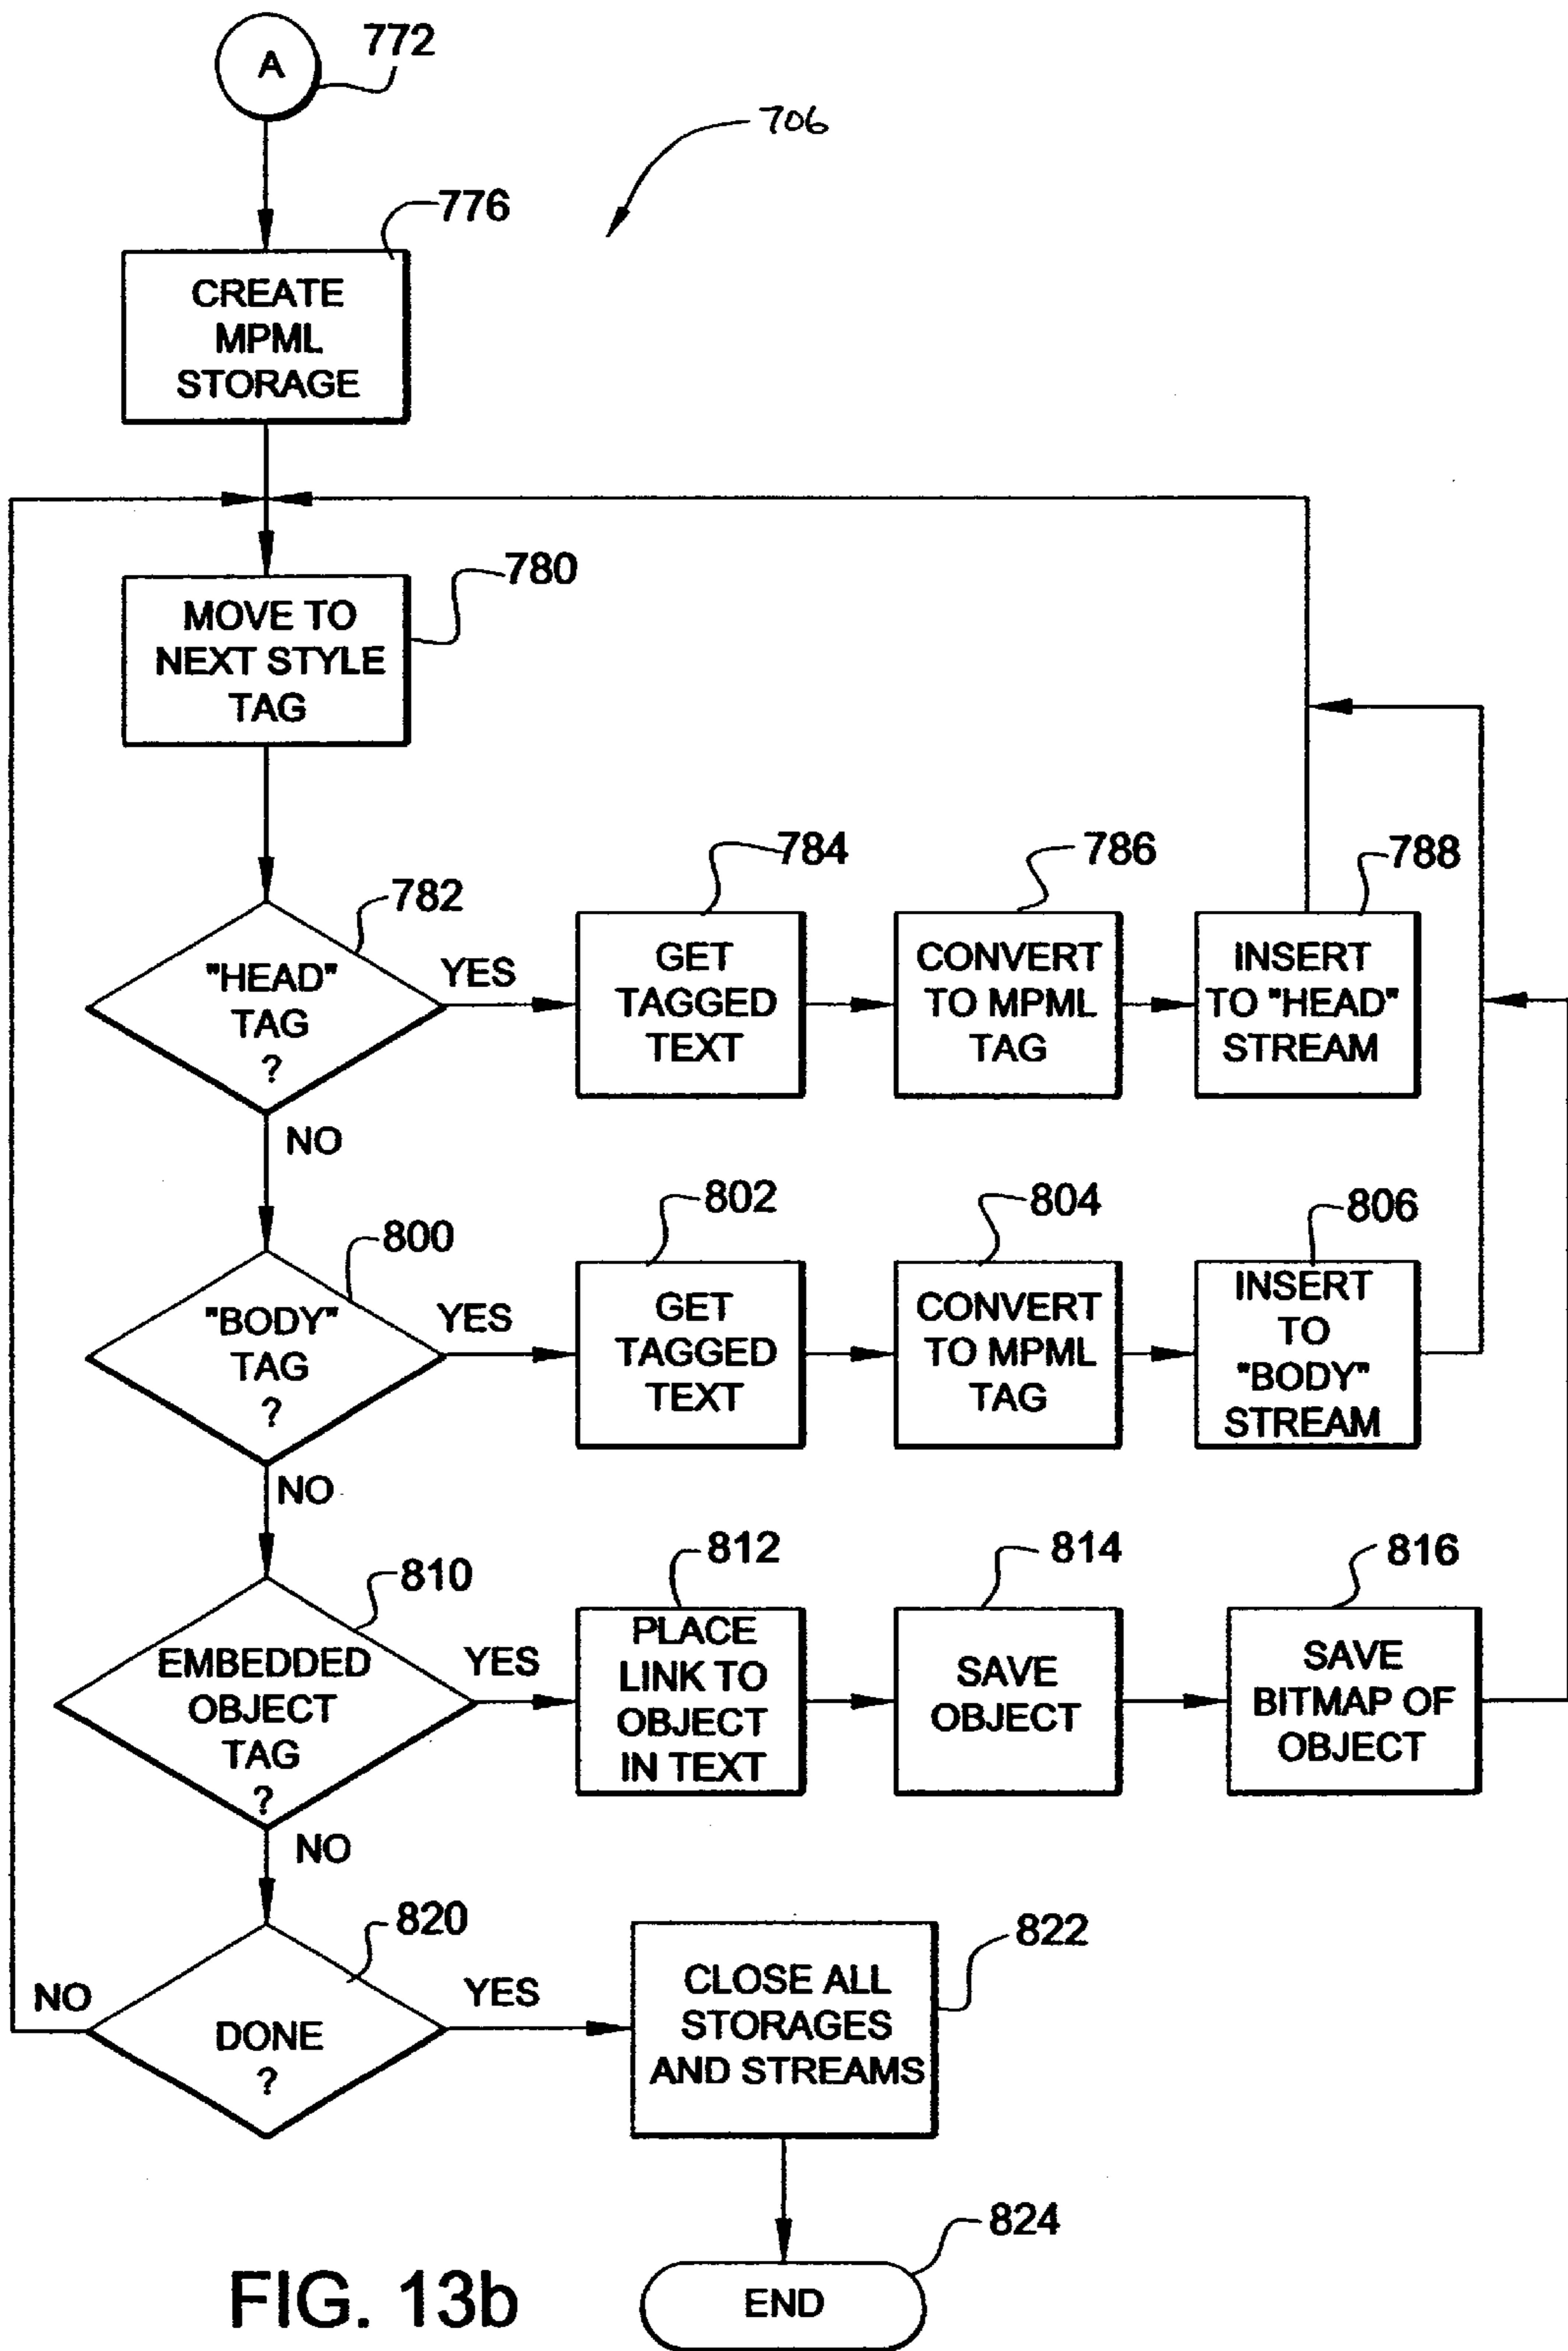 A
772
706
776
CREATE
MPML
STORAGE
780
MOVE TO
NEXT STYLE
TAG
782
"HEAD"
TAG
?
YES
784
GET
TAGGED
TEXT
786
CONVERT
TO MPML
TAG
788
INSERT
TO "HEAD"
STREAM
NO
800
"BODY"
TAG
?
YES
802
GET
TAGGED
TEXT
804
CONVERT
TO MPML
TAG
806
INSERT
TO
"BODY"
STREAM
NO
810
EMBEDDED
OBJECT
TAG
?
YES
812
PLACE
LINK TO
OBJECT
IN TEXT
814
SAVE
OBJECT
816
SAVE
BITMAP OF
OBJECT
NO
820
DONE
?
NO
YES
822
CLOSE ALL
STORAGES
AND STREAMS
824
END
FIG. 13b